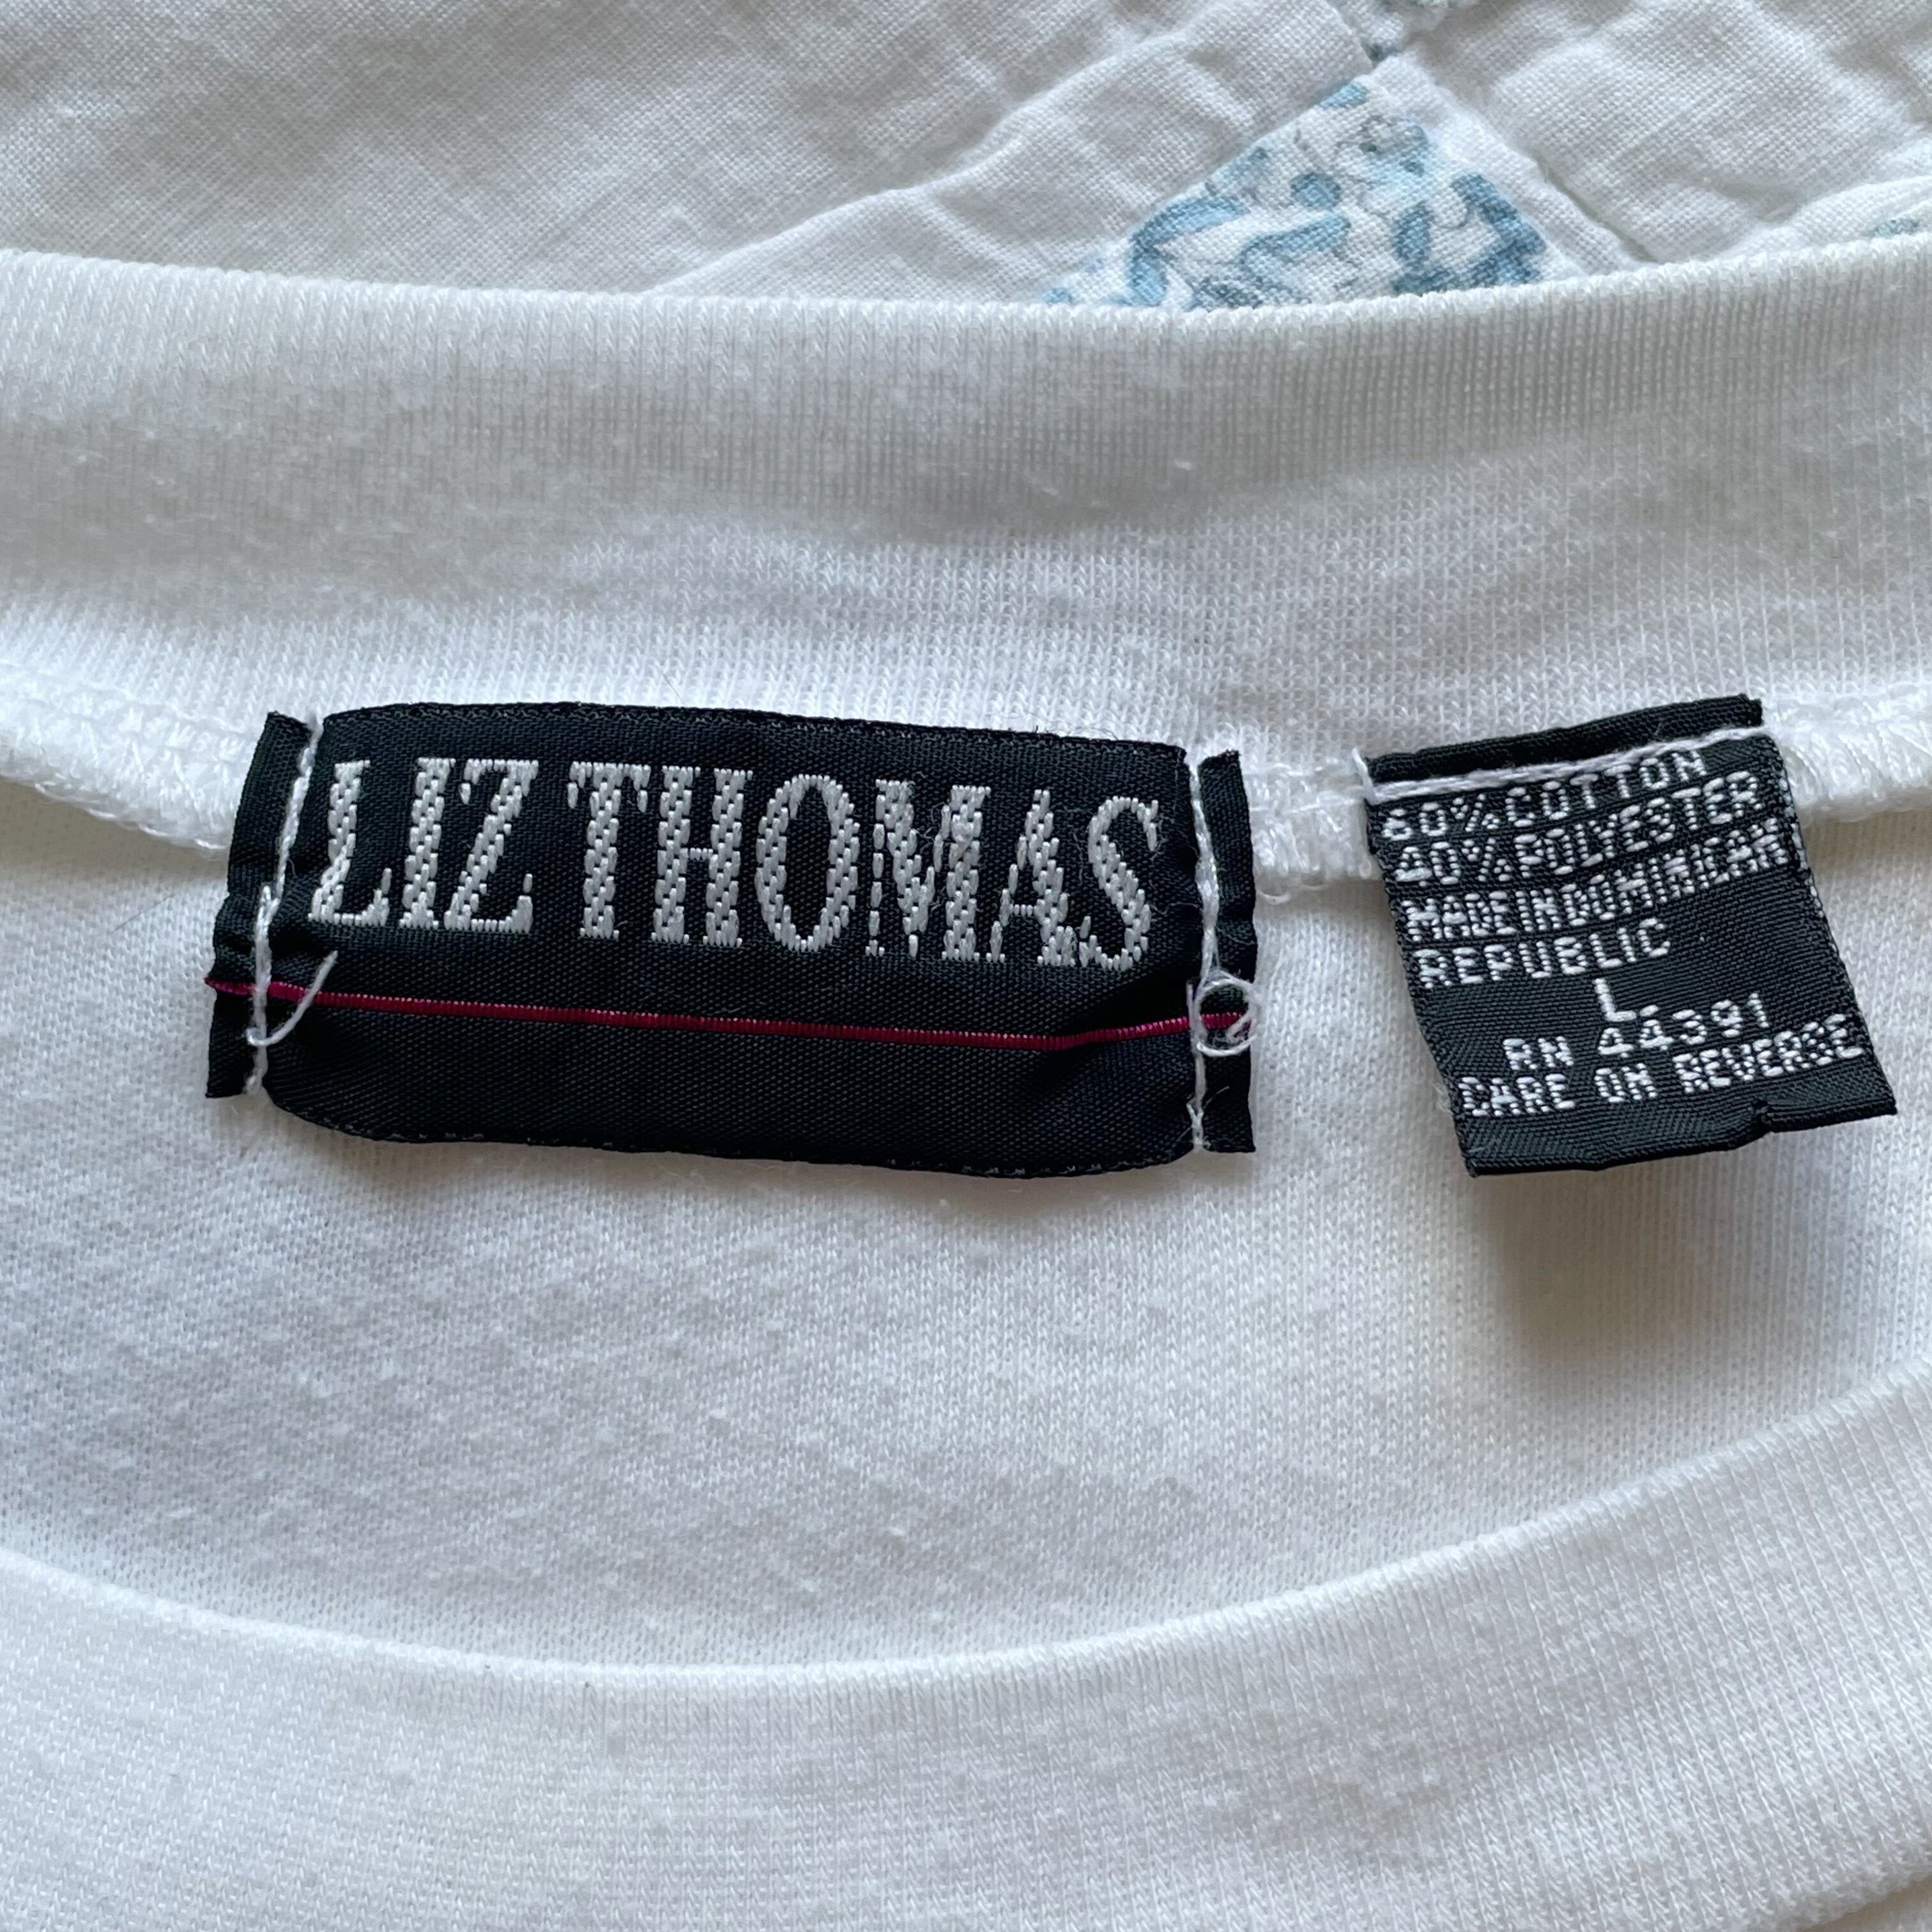 LIZ THOMAS
60% COTTON
40% POLYESTER
MADE IN DOMINICAN
REPUBLIC
L
RN 44391
CARE ON REVERSE